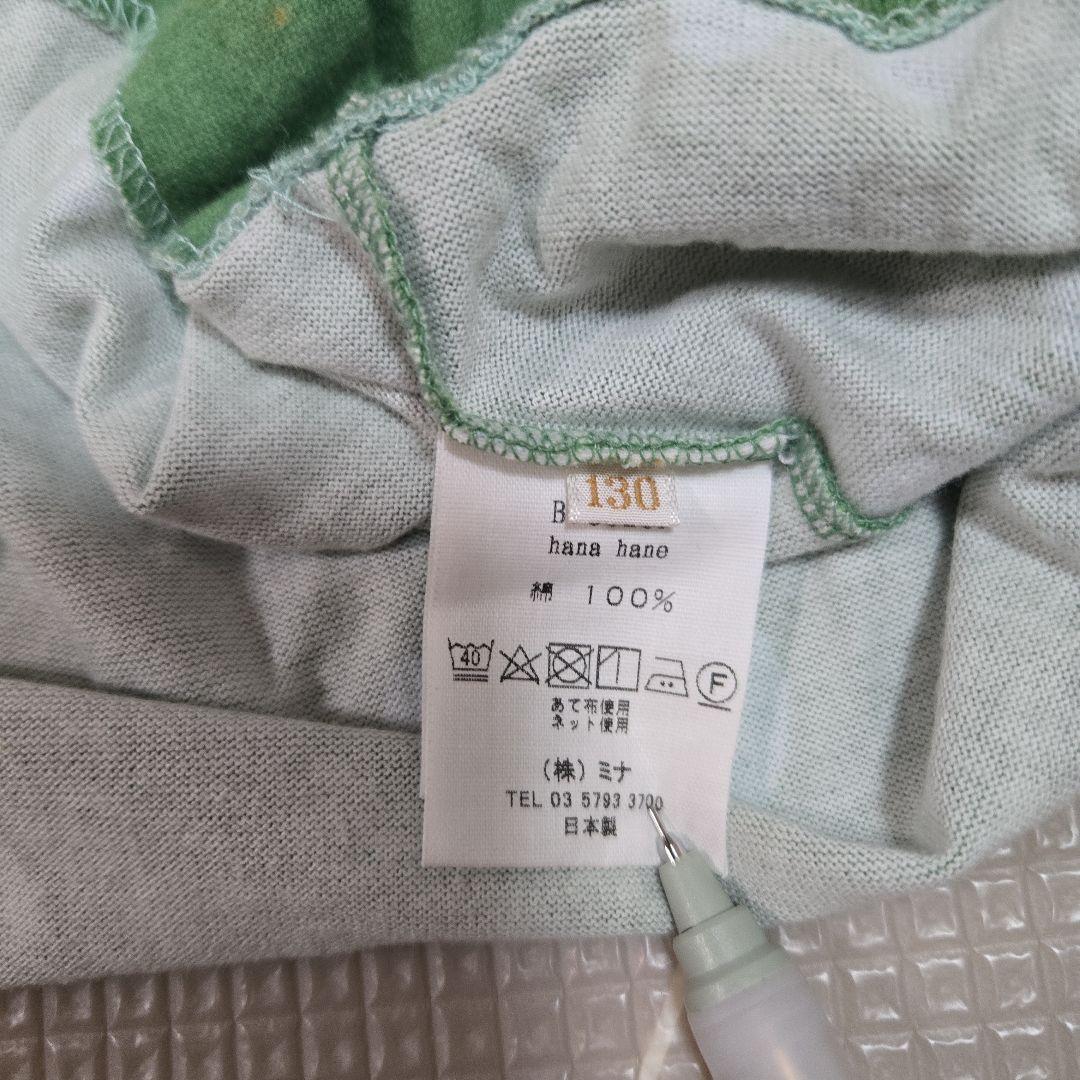 130
hana hane
綿 100%
40
F
あて布使用
ネット使用
(株)ミナ
TEL 03 5793 3700
日本製